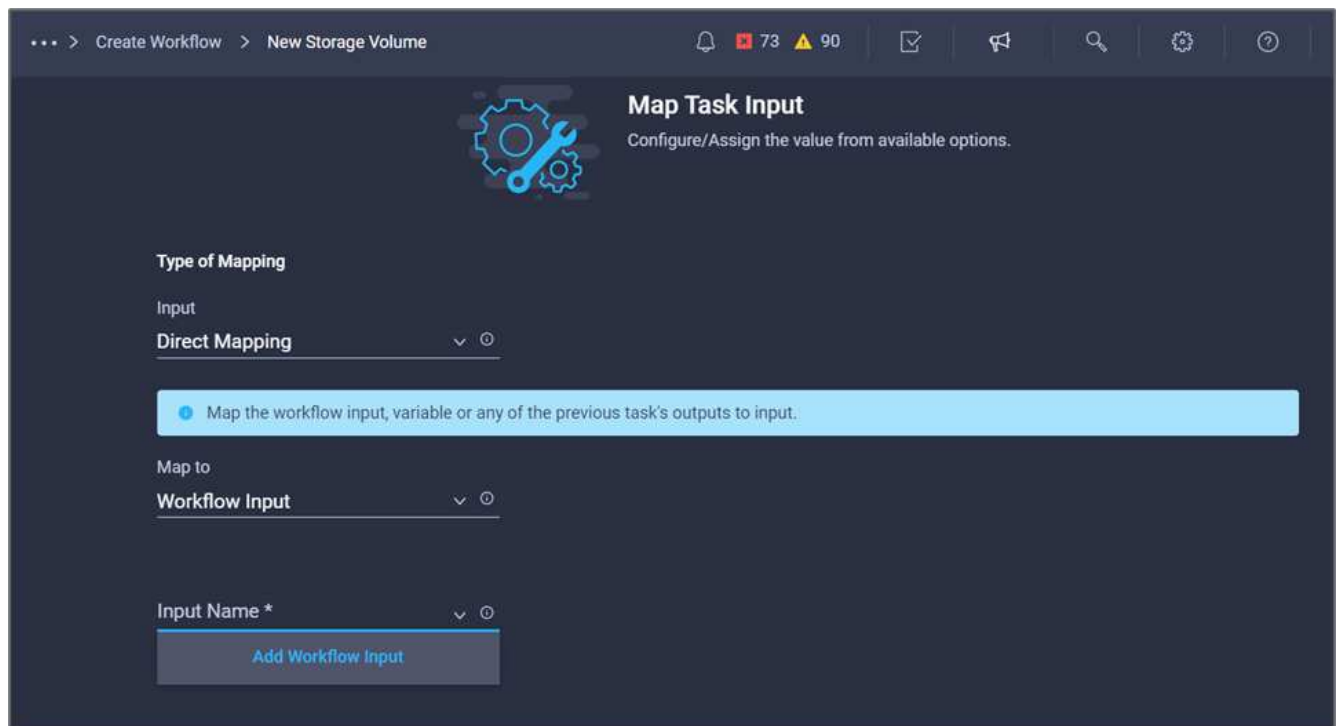 ••• > Create Workflow > New Storage Volume 73 90
Map Task Input
Configure/Assign the value from available options.
Type of Mapping
Input
Direct Mapping
Map the workflow input, variable or any of the previous task's outputs to input.
Map to
Workflow Input
Input Name *
Add Workflow Input